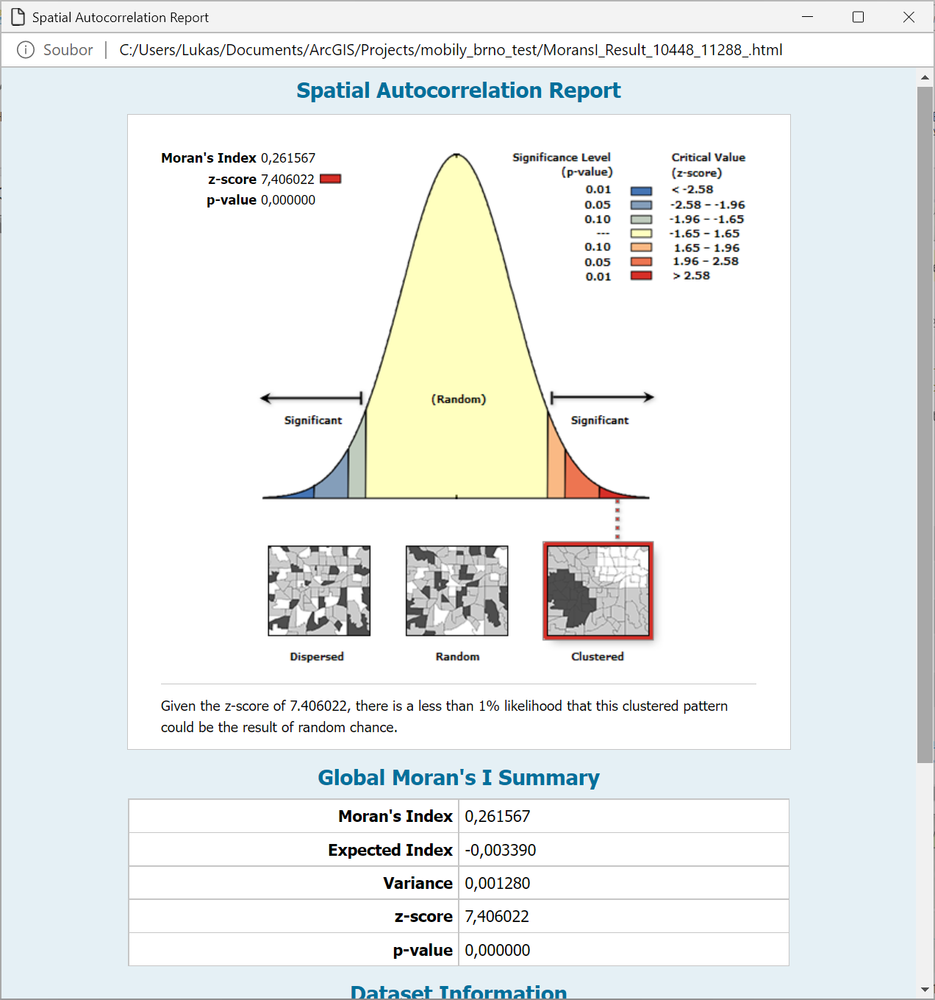 Spatial Autocorrelation Report
Soubor C:/Users/Lukas/Documents/ArcGIS/Projects/mobily_brno_test/MoransI_Result_10448_11288_.html
Spatial Autocorrelation Report
Moran's Index 0,261567
z-score 7,406022
p-value 0,000000
Significance Level Critical Value
(p-value) (z-score)
0.01 < -2.58
0.05 -2.58 – -1.96
0.10 -1.96 – -1.65
--- -1.65 – 1.65
0.10 1.65 – 1.96
0.05 1.96 – 2.58
0.01 > 2.58
(Random)
Significant Significant
Dispersed Random Clustered
Given the z-score of 7.406022, there is a less than 1% likelihood that this clustered pattern
could be the result of random chance.
Global Moran's I Summary
Moran's Index 0,261567
Expected Index -0,003390
Variance 0,001280
z-score 7,406022
p-value 0,000000
Dataset Information